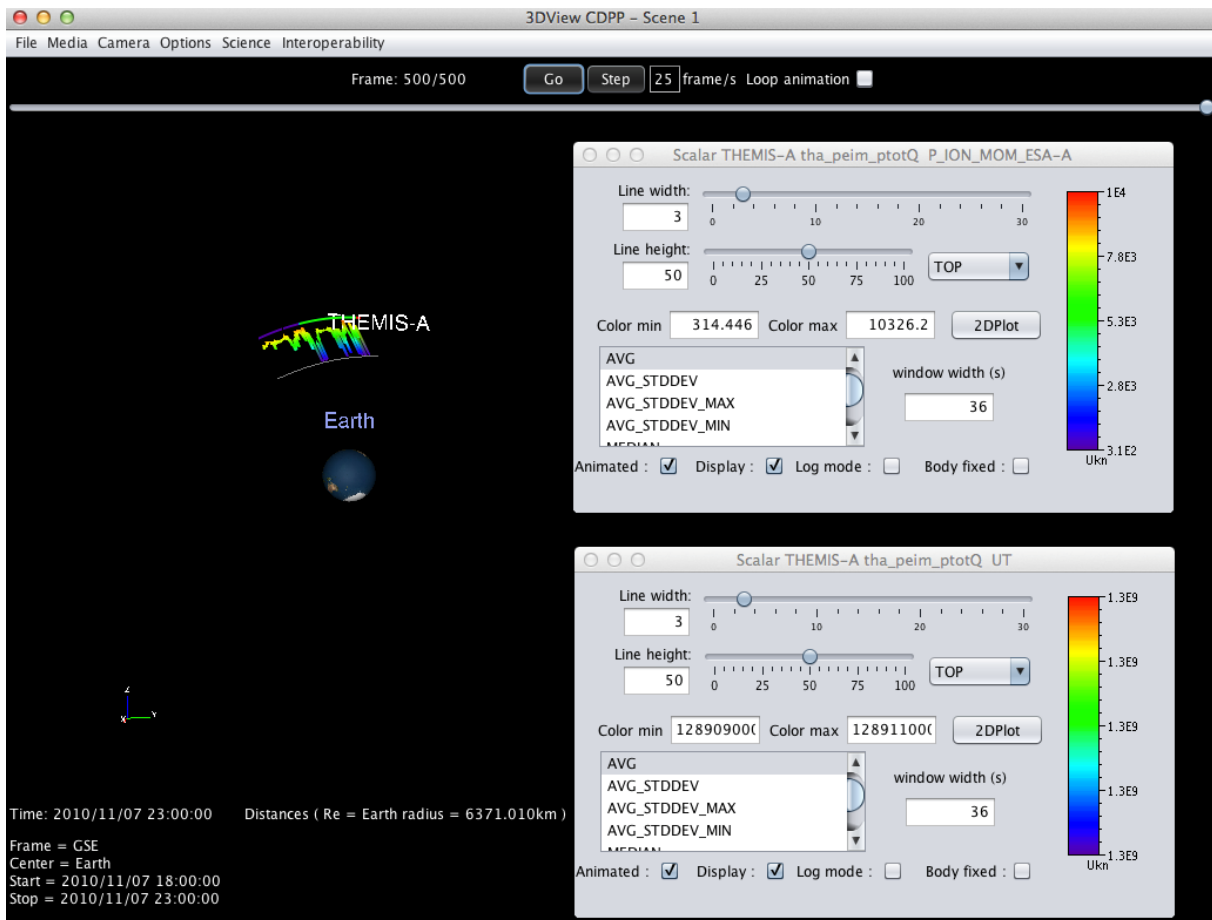 3DView CDPP – Scene 1
File Media Camera Options Science Interoperability
Frame: 500/500 Go Step 25 frame/s Loop animation
Scalar THEMIS-A tha_peim_ptotQ P_ION_MOM_ESA-A
Line width:
3
0 10 20 30
Line height:
50
0 25 50 75 100
TOP
Color min 314.446 Color max 10326.2 2DPlot
AVG
AVG_STDDEV
AVG_STDDEV_MAX
AVG_STDDEV_MIN
MEDIAN
window width (s)
36
Animated : Display : Log mode : Body fixed :
1E4
7.8E3
5.3E3
2.8E3
3.1E2
Ukn
THEMIS-A
Earth
Scalar THEMIS-A tha_peim_ptotQ UT
Line width:
3
0 10 20 30
Line height:
50
0 25 50 75 100
TOP
Color min 12890900( Color max 12891100( 2DPlot
AVG
AVG_STDDEV
AVG_STDDEV_MAX
AVG_STDDEV_MIN
MEDIAN
window width (s)
36
Animated : Display : Log mode : Body fixed :
1.3E9
1.3E9
1.3E9
1.3E9
1.3E9
Ukn
Z
X Y
Time: 2010/11/07 23:00:00 Distances ( Re = Earth radius = 6371.010km )
Frame = GSE
Center = Earth
Start = 2010/11/07 18:00:00
Stop = 2010/11/07 23:00:00